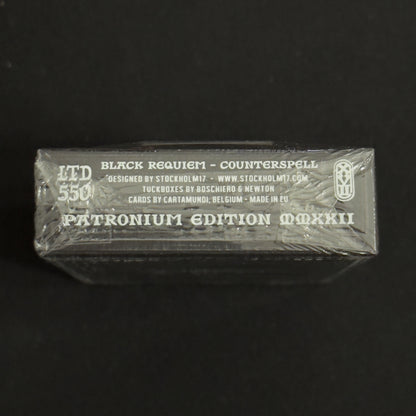 LTD
550
BLACK REQUIEM - COUNTERSPELL
DESIGNED BY STOCKHOLM17 - WWW.STOCKHOLM17.COM
TUCKBOXES BY BOSCHIERO & NEWTON
CARDS BY CARTAMUNDI, BELGIUM - MADE IN EU
PATRONIUM EDITION MMXXII